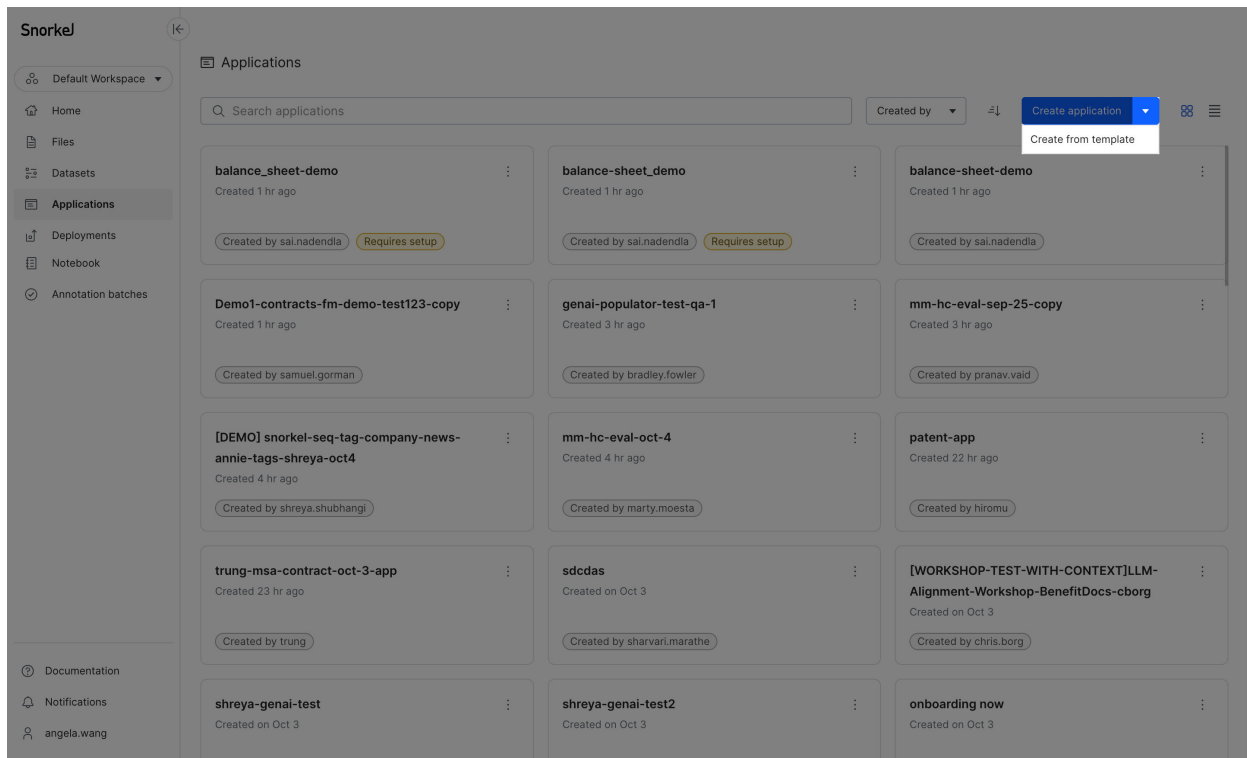 Snorkel
Default Workspace
Home
Files
Datasets
Applications
Deployments
Notebook
Annotation batches
Documentation
Notifications
angela.wang
Applications
Search applications
Created by
Create application
Create from template
balance_sheet-demo
Created 1 hr ago
Created by sai.nadendla
Requires setup
balance-sheet_demo
Created 1 hr ago
Created by sai.nadendla
Requires setup
balance-sheet-demo
Created 1 hr ago
Created by sai.nadendla
Demo1-contracts-fm-demo-test123-copy
Created 1 hr ago
Created by samuel.gorman
genai-populator-test-qa-1
Created 3 hr ago
Created by bradley.fowler
mm-hc-eval-sep-25-copy
Created 3 hr ago
Created by pranav.vaid
[DEMO] snorkel-seq-tag-company-news-
annie-tags-shreya-oct4
Created 4 hr ago
Created by shreya.shubhangi
mm-hc-eval-oct-4
Created 4 hr ago
Created by marty.moesta
patent-app
Created 22 hr ago
Created by hiromu
trung-msa-contract-oct-3-app
Created 23 hr ago
Created by trung
sdcdas
Created on Oct 3
Created by sharvari.marathe
[WORKSHOP-TEST-WITH-CONTEXT]LLM-
Alignment-Workshop-BenefitDocs-cborg
Created on Oct 3
Created by chris.borg
shreya-genai-test
Created on Oct 3
shreya-genai-test2
Created on Oct 3
onboarding now
Created on Oct 3